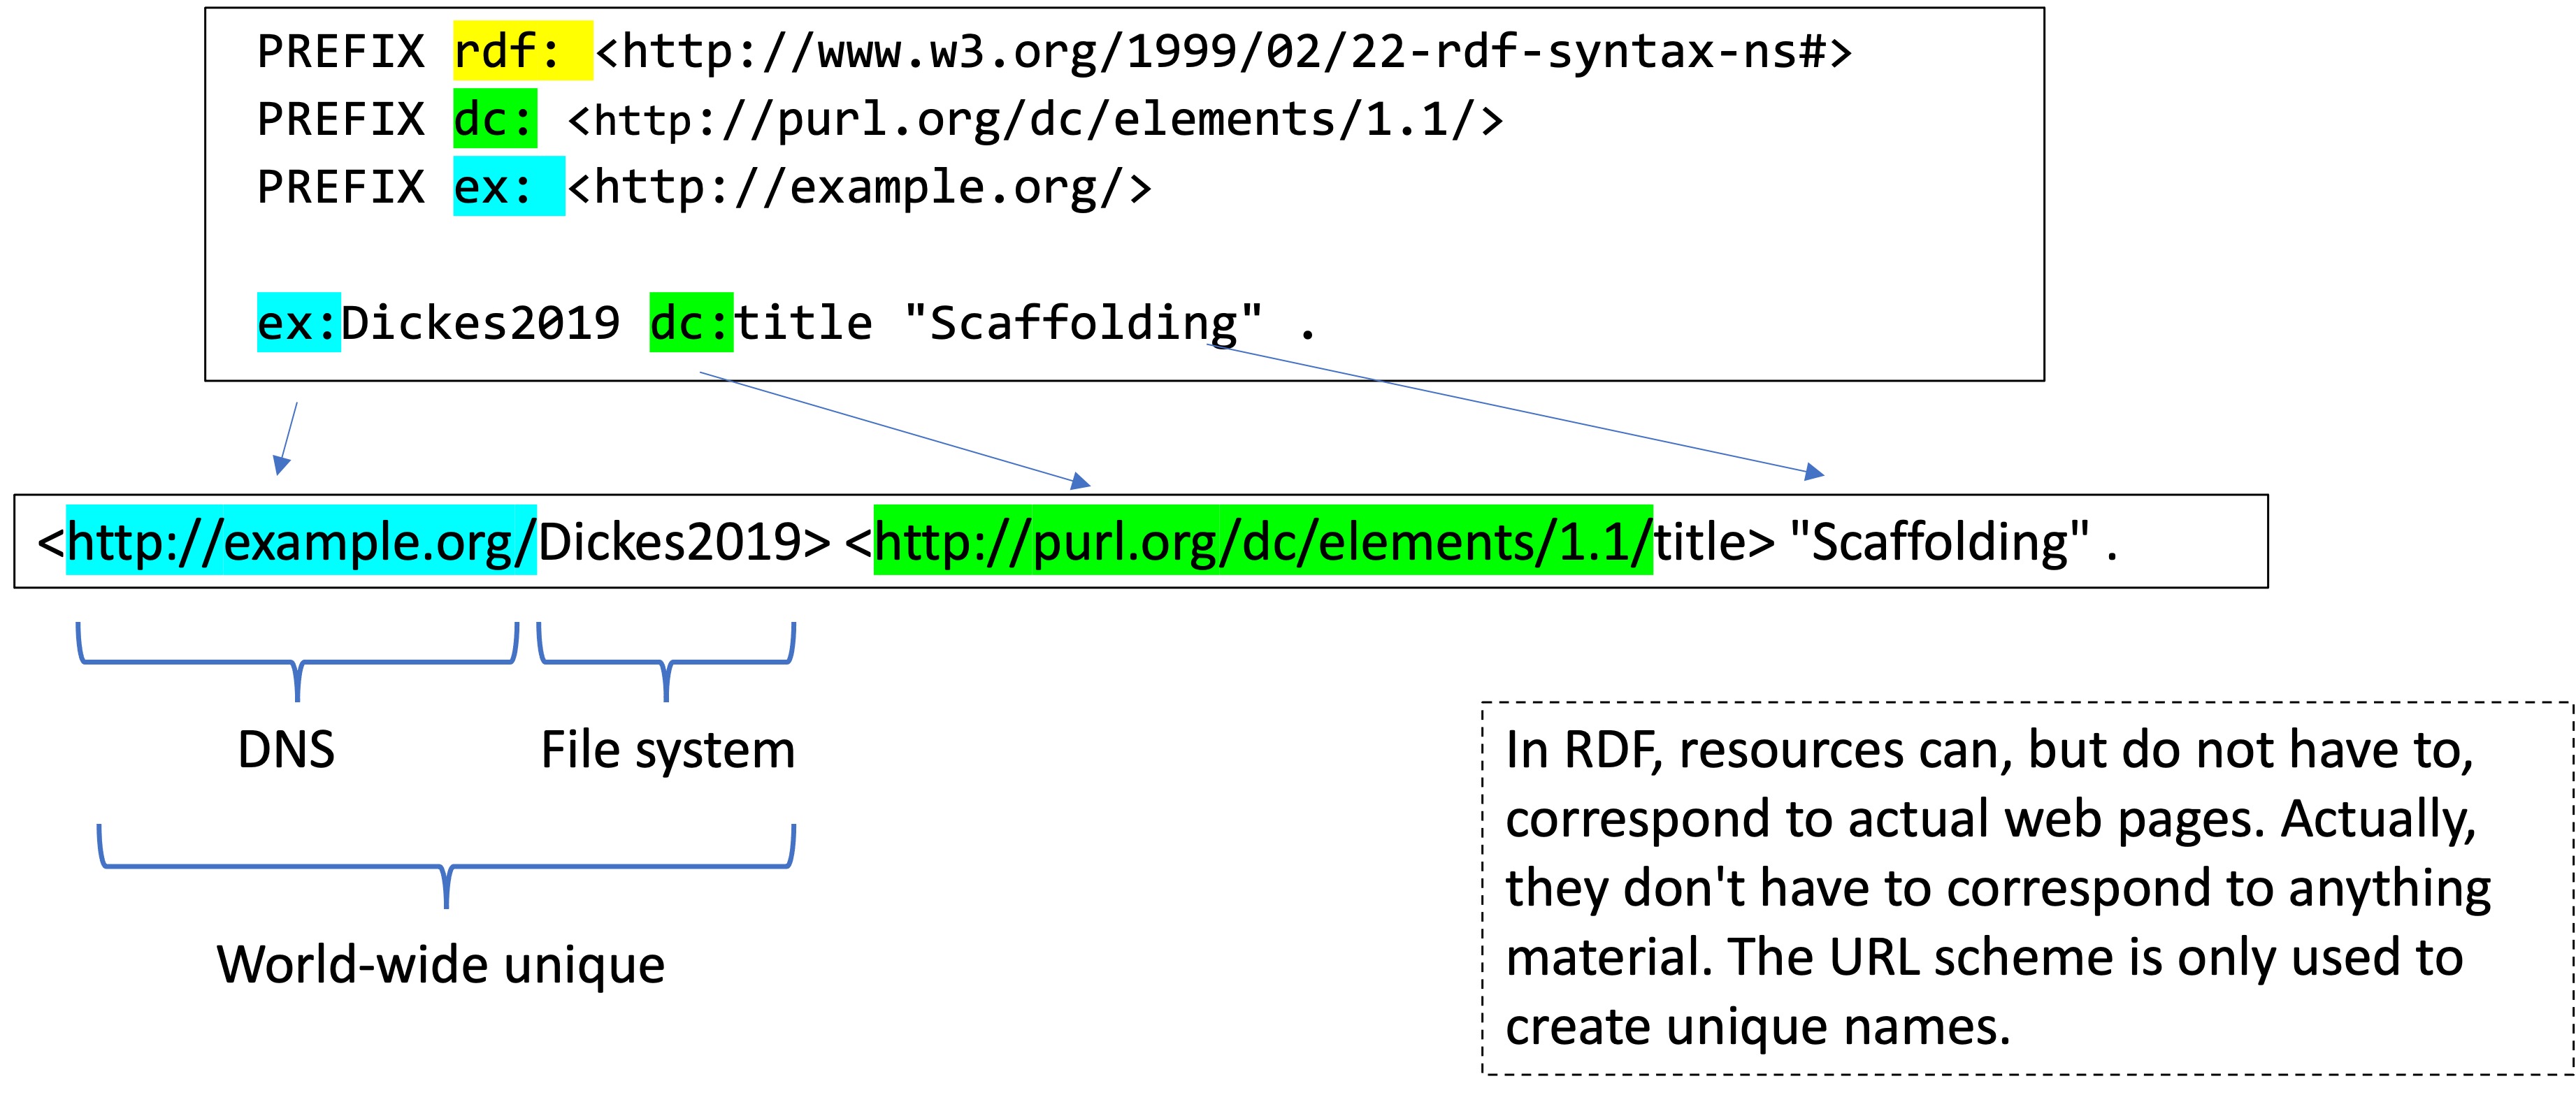 PREFIX rdf: <http://www.w3.org/1999/02/22-rdf-syntax-ns#>
PREFIX dc: <http://purl.org/dc/elements/1.1/>
PREFIX ex: <http://example.org/>
ex:Dickes2019 dc:title "Scaffolding" .
<http://example.org/Dickes2019> <http://purl.org/dc/elements/1.1/title> "Scaffolding" .
DNS File system
World-wide unique
In RDF, resources can, but do not have to,
correspond to actual web pages. Actually,
they don't have to correspond to anything
material. The URL scheme is only used to
create unique names.